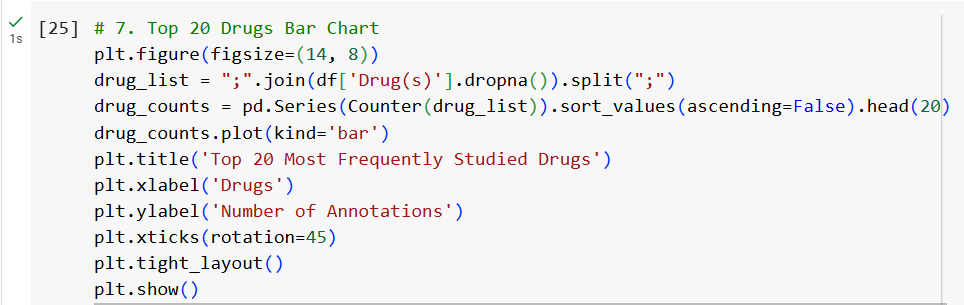 [25] # 7. Top 20 Drugs Bar Chart
1s
plt.figure(figsize=(14, 8))
drug_list = ";".join(df['Drug(s)'].dropna()).split(";")
drug_counts = pd.Series(Counter(drug_list)).sort_values(ascending=False).head(20)
drug_counts.plot(kind='bar')
plt.title('Top 20 Most Frequently Studied Drugs')
plt.xlabel('Drugs')
plt.ylabel('Number of Annotations')
plt.xticks(rotation=45)
plt.tight_layout()
plt.show()